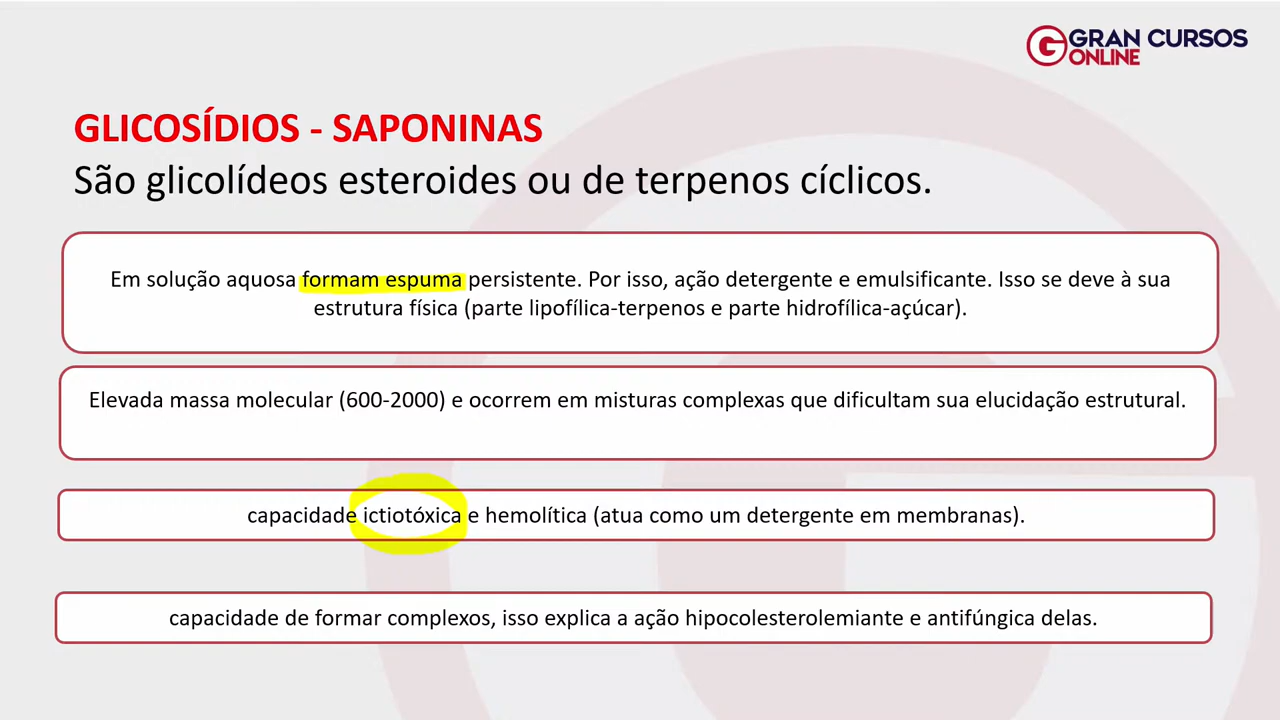 GRAN CURSOS
ONLINE
GLICOSÍDIOS - SAPONINAS
São glicolídeos esteroides ou de terpenos cíclicos.
Em solução aquosa formam espuma persistente. Por isso, ação detergente e emulsificante. Isso se deve à sua
estrutura física (parte lipofílica-terpenos e parte hidrofílica-açúcar).
Elevada massa molecular (600-2000) e ocorrem em misturas complexas que dificultam sua elucidação estrutural.
capacidade ictiotóxica e hemolítica (atua como um detergente em membranas).
capacidade de formar complexos, isso explica a ação hipocolesterolemiante e antifúngica delas.